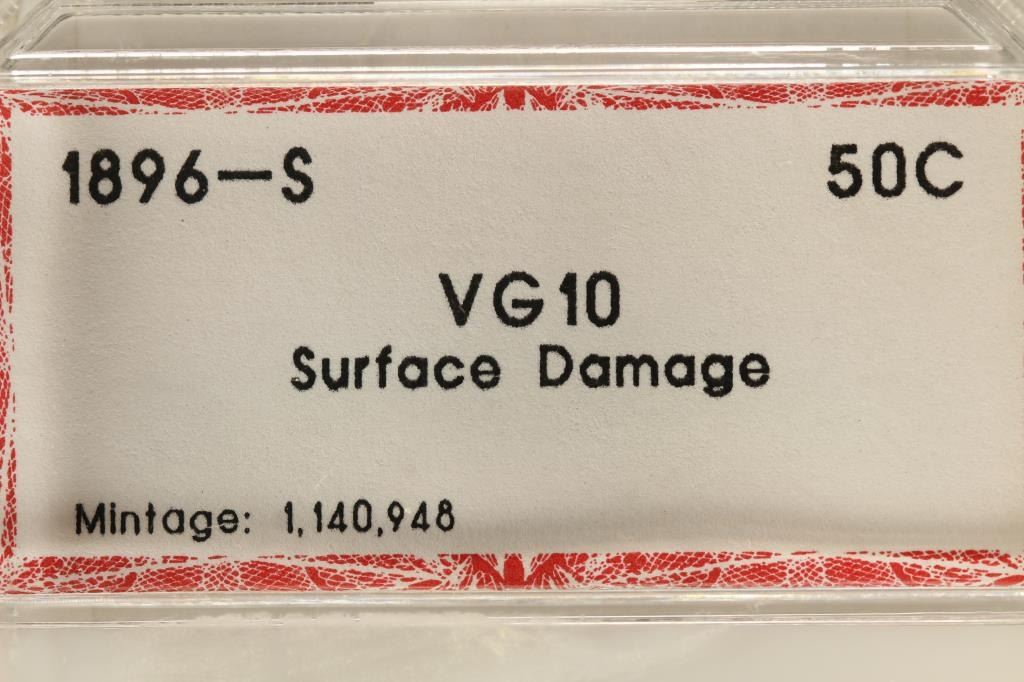 1896-S 50C
VG10
Surface Damage
Mintage: 1,140,948